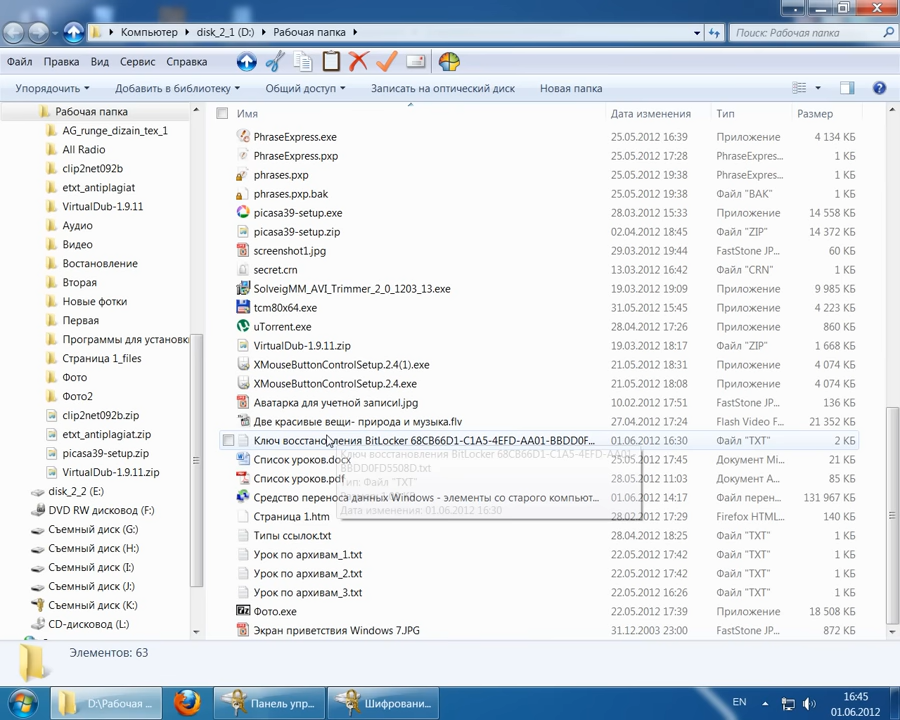 Компьютер ▸ disk_2_1 (D:) ▸ Рабочая папка ▸
Поиск: Рабочая папка
Файл Правка Вид Сервис Справка
Упорядочить Добавить в библиотеку Общий доступ Записать на оптический диск Новая папка
Имя Дата изменения Тип Размер
Рабочая папка
AG_runge_dizain_tex_1
All Radio
clip2net092b
etxt_antiplagiat
VirtualDub-1.9.11
Аудио
Видео
Востановление
Вторая
Новые фотки
Первая
Программы для установк
Страница 1_files
Фото
Фото2
clip2net092b.zip
etxt_antiplagiat.zip
picasa39-setup.zip
VirtualDub-1.9.11.zip
disk_2_2 (E:)
DVD RW дисковод (F:)
Съемный диск (G:)
Съемный диск (H:)
Съемный диск (I:)
Съемный диск (J:)
Съемный диск (K:)
CD-дисковод (L:)
PhraseExpress.exe 25.05.2012 16:39 Приложение 4 134 КБ
PhraseExpress.pxp 25.05.2012 17:28 PhraseExpres... 1 КБ
phrases.pxp 25.05.2012 19:38 PhraseExpres... 1 КБ
phrases.pxp.bak 25.05.2012 19:38 Файл "BAK" 1 КБ
picasa39-setup.exe 28.03.2012 15:33 Приложение 14 558 КБ
picasa39-setup.zip 02.04.2012 18:45 Файл "ZIP" 14 372 КБ
screenshot1.jpg 29.03.2012 19:44 FastStone JP... 60 КБ
secret.crn 13.03.2012 16:42 Файл "CRN" 1 КБ
SolveigMM_AVI_Trimmer_2_0_1203_13.exe 19.03.2012 19:09 Приложение 9 985 КБ
tcm80x64.exe 31.05.2012 15:45 Приложение 4 223 КБ
uTorrent.exe 28.04.2012 17:26 Приложение 860 КБ
VirtualDub-1.9.11.zip 19.03.2012 18:17 Файл "ZIP" 1 668 КБ
XMouseButtonControlSetup.2.4(1).exe 21.05.2012 18:31 Приложение 4 074 КБ
XMouseButtonControlSetup.2.4.exe 21.05.2012 18:08 Приложение 4 074 КБ
Аватарка для учетной записиl.jpg 10.02.2012 17:51 FastStone JP... 136 КБ
Две красивые вещи- природа и музыка.flv 27.04.2012 17:24 Flash Video F... 21 352 КБ
Ключ восстановления BitLocker 68CB66D1-C1A5-4EFD-AA01-BBDD0F... 01.06.2012 16:30 Файл "TXT" 2 КБ
Ключ восстановления BitLocker 68CB66D1-C1A5-4EFD-AA01-
BBDD0FD5508D.txt
Тип: Файл "TXT"
Дата изменения: 01.06.2012 16:30
Список уроков.docx 25.05.2012 17:45 Документ Mi... 21 КБ
Список уроков.pdf 28.05.2012 11:03 Документ A... 85 КБ
Средство переноса данных Windows - элементы со старого компьют... 01.06.2012 14:17 Файл перен... 131 967 КБ
Страница 1.htm 28.02.2012 17:29 Firefox HTML... 140 КБ
Типы ссылок.txt 28.04.2012 18:25 Файл "TXT" 1 КБ
Урок по архивам_1.txt 22.05.2012 17:42 Файл "TXT" 1 КБ
Урок по архивам_2.txt 22.05.2012 17:42 Файл "TXT" 1 КБ
Урок по архивам_3.txt 22.05.2012 16:26 Файл "TXT" 1 КБ
Фото.exe 22.05.2012 17:39 Приложение 18 508 КБ
Экран приветствия Windows 7.JPG 31.12.2003 23:00 FastStone JP... 872 КБ
Элементов: 63
D:\Рабочая ... Панель упр... Шифровани... EN 16:45
01.06.2012